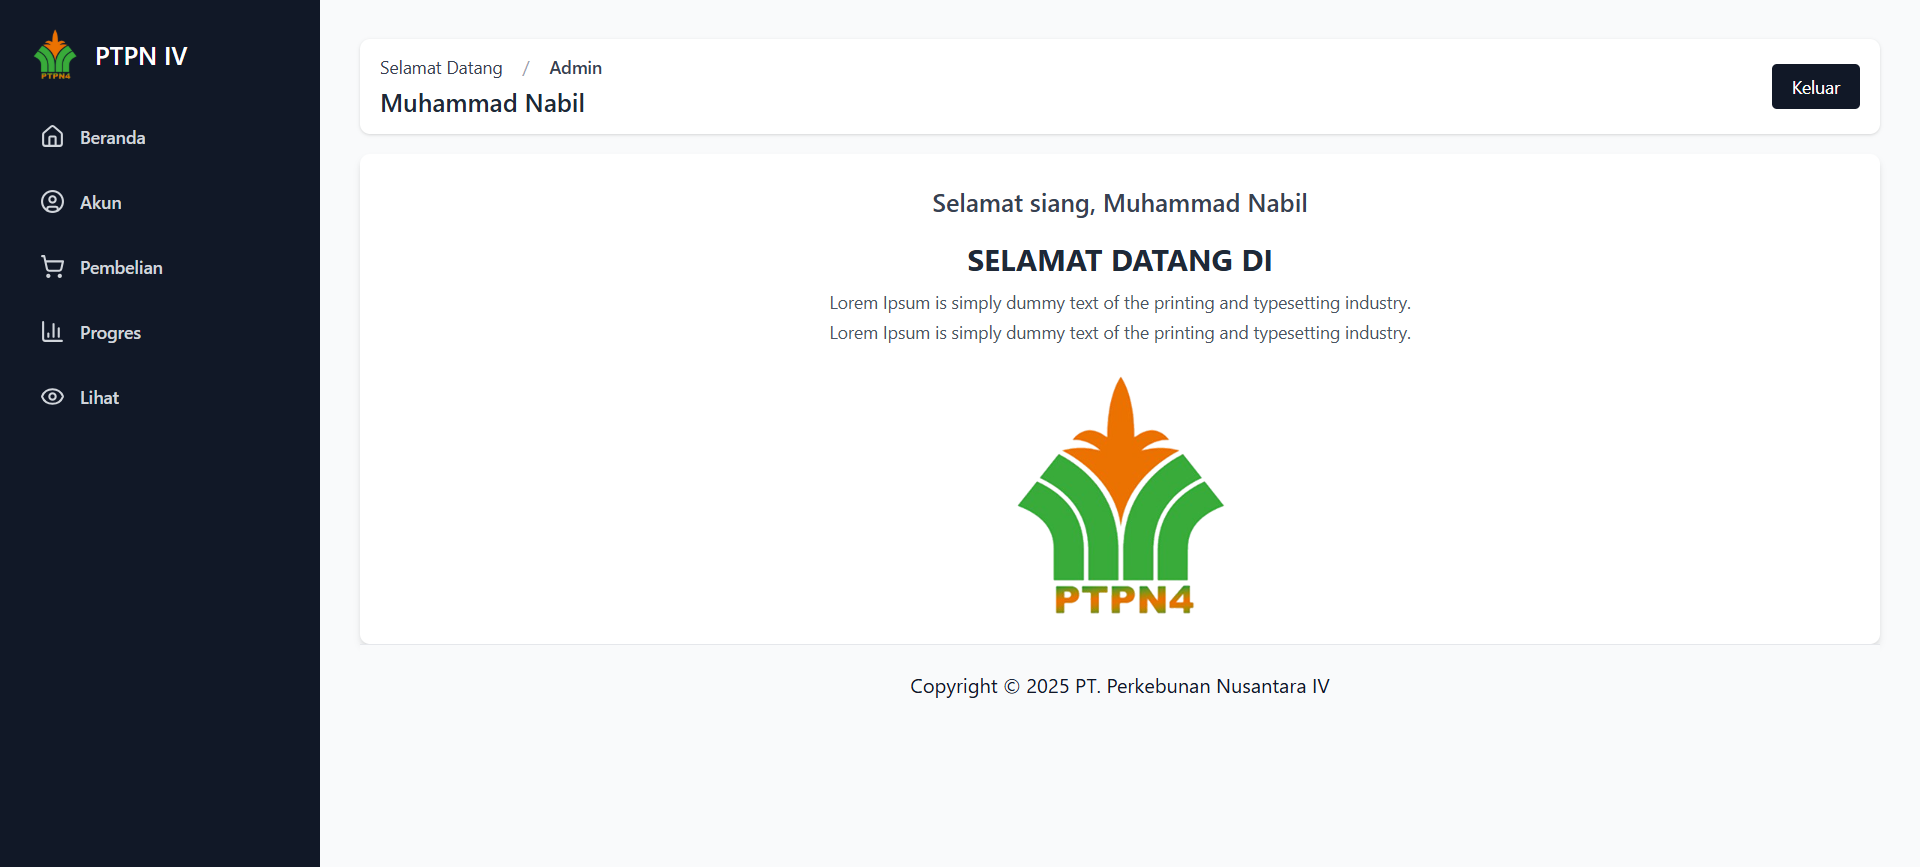 PTPN4
PTPN IV
Beranda
Akun
Pembelian
Progres
Lihat
Selamat Datang / Admin
Muhammad Nabil
Keluar
Selamat siang, Muhammad Nabil
SELAMAT DATANG DI
Lorem Ipsum is simply dummy text of the printing and typesetting industry.
Lorem Ipsum is simply dummy text of the printing and typesetting industry.
PTPN4
Copyright © 2025 PT. Perkebunan Nusantara IV